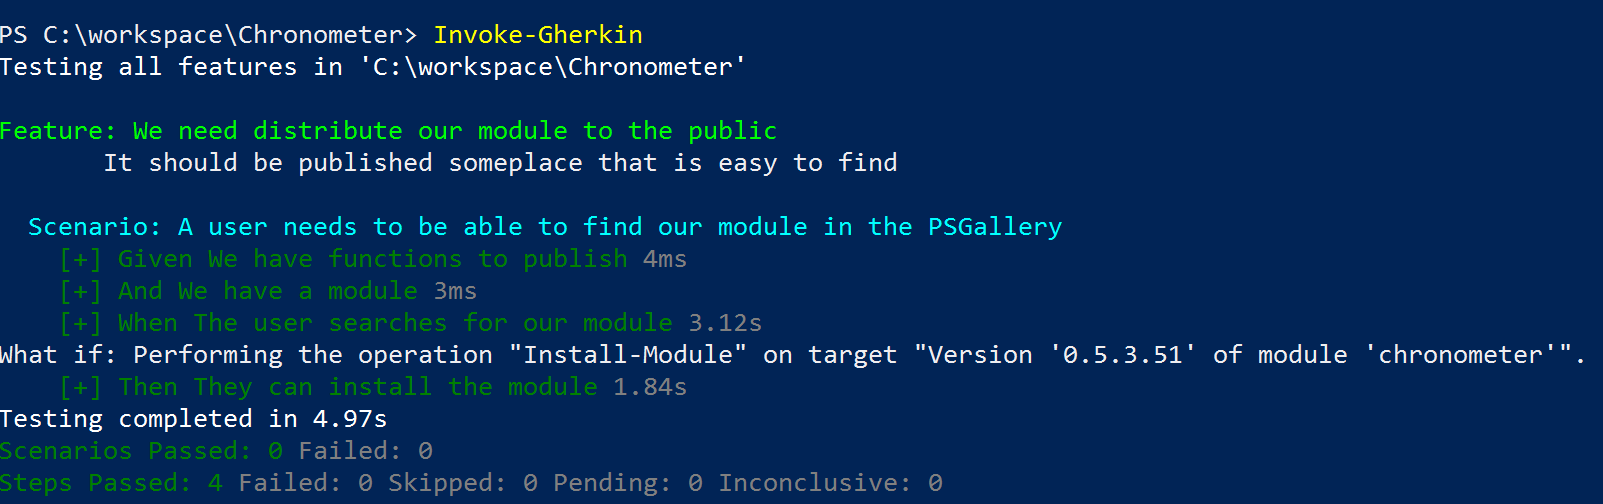 PS C:\workspace\Chronometer> Invoke-Gherkin
Testing all features in 'C:\workspace\Chronometer'
Feature: We need distribute our module to the public
It should be published someplace that is easy to find
Scenario: A user needs to be able to find our module in the PSGallery
[+] Given We have functions to publish 4ms
[+] And We have a module 3ms
[+] When The user searches for our module 3.12s
What if: Performing the operation "Install-Module" on target "Version '0.5.3.51' of module 'chronometer'".
[+] Then They can install the module 1.84s
Testing completed in 4.97s
Scenarios Passed: 0 Failed: 0
Steps Passed: 4 Failed: 0 Skipped: 0 Pending: 0 Inconclusive: 0